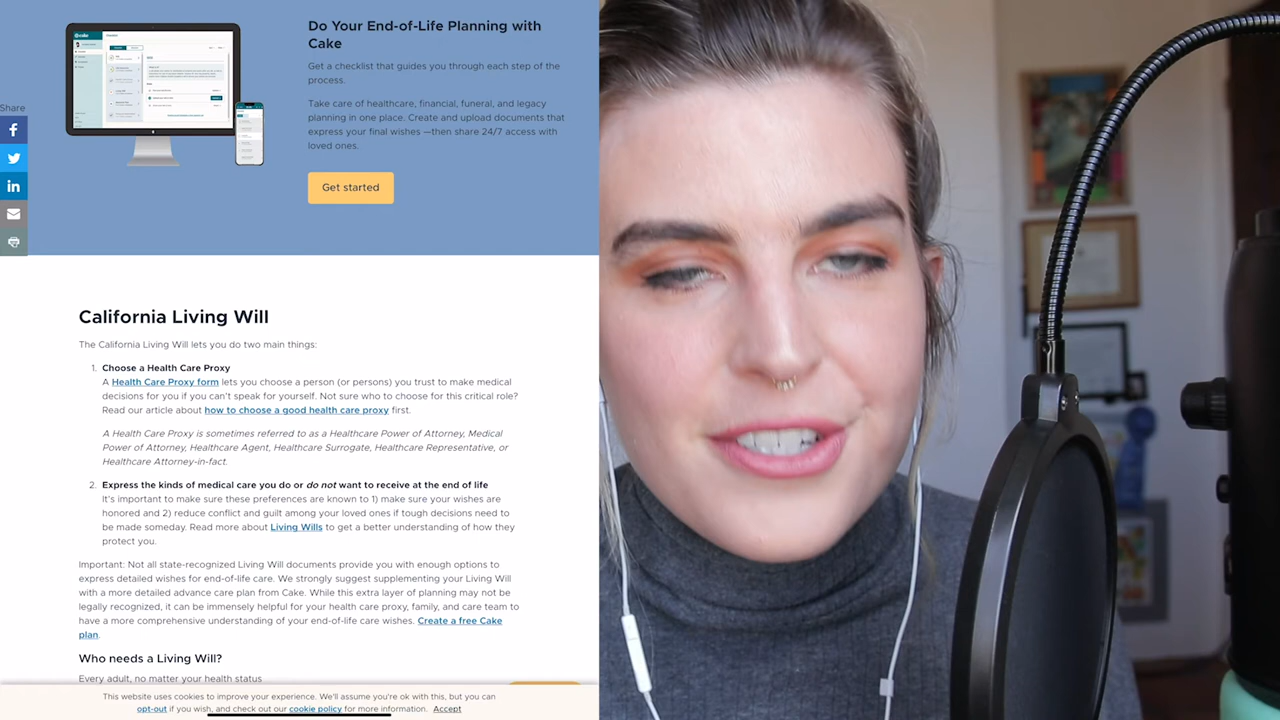 Do Your End-of-Life Planning with
Cake
Get a checklist that guides you through each step of the
process.
Take care of healthcare, financial, funeral, and legacy
planning in one place. Create and upload documents that
express your final wishes —then share 24/7 access with
loved ones.
Get started
Share
California Living Will
The California Living Will lets you do two main things:
1. Choose a Health Care Proxy
A Health Care Proxy form lets you choose a person (or persons) you trust to make medical
decisions for you if you can't speak for yourself. Not sure who to choose for this critical role?
Read our article about how to choose a good health care proxy first.
A Health Care Proxy is sometimes referred to as a Healthcare Power of Attorney, Medical
Power of Attorney, Healthcare Agent, Healthcare Surrogate, Healthcare Representative, or
Healthcare Attorney-in-fact.
2. Express the kinds of medical care you do or do not want to receive at the end of life
It's important to make sure these preferences are known to 1) make sure your wishes are
honored and 2) reduce conflict and guilt among your loved ones if tough decisions need to
be made someday. Read more about Living Wills to get a better understanding of how they
protect you.
Important: Not all state-recognized Living Will documents provide you with enough options to
express detailed wishes for end-of-life care. We strongly suggest supplementing your Living Will
with a more detailed advance care plan from Cake. While this extra layer of planning may not be
legally recognized, it can be immensely helpful for your health care proxy, family, and care team to
have a more comprehensive understanding of your end-of-life care wishes. Create a free Cake
plan.
Who needs a Living Will?
Every adult, no matter your health status
This website uses cookies to improve your experience. We'll assume you're ok with this, but you can
opt-out if you wish, and check out our cookie policy for more information. Accept